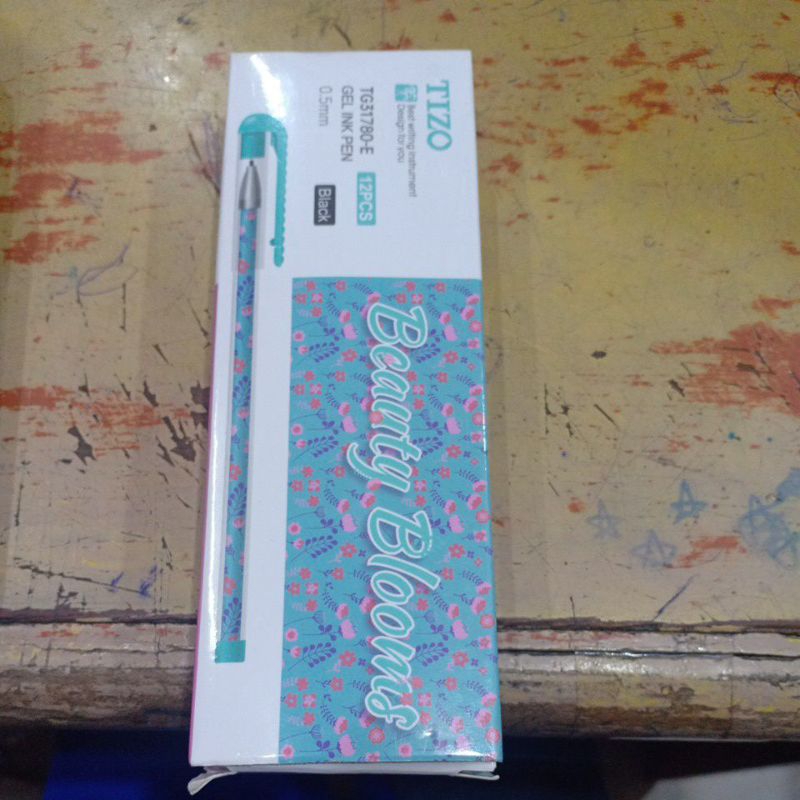 TIZO
Best writing instrument
Design for you
TG31780-E
12PCS
GEL INK PEN
0.5mm
Black
Beauty Blooms